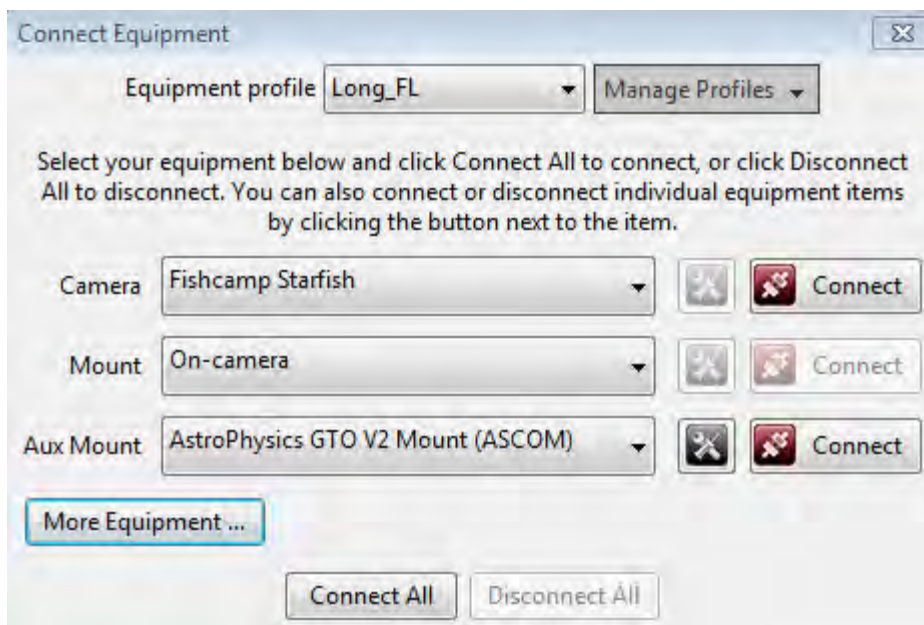 Connect Equipment
Equipment profile Long_FL Manage Profiles
Select your equipment below and click Connect All to connect, or click Disconnect
All to disconnect. You can also connect or disconnect individual equipment items
by clicking the button next to the item.
Camera Fishcamp Starfish Connect
Mount On-camera Connect
Aux Mount AstroPhysics GTO V2 Mount (ASCOM) Connect
More Equipment ...
Connect All Disconnect All